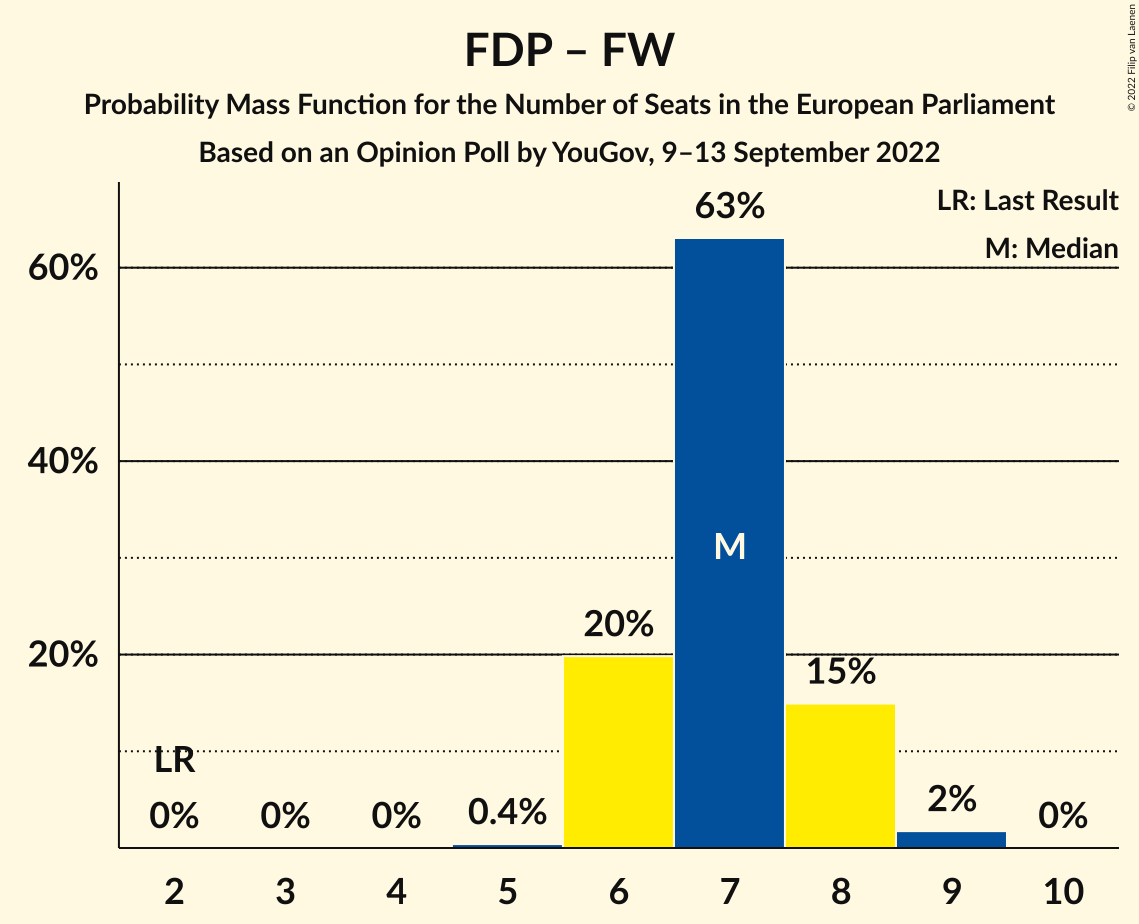 FDP – FW
Probability Mass Function for the Number of Seats in the European Parliament
Based on an Opinion Poll by YouGov, 9–13 September 2022
© 2022 Filip van Laenen
LR: Last Result
M: Median
63%
60%
40%
M
20%
20%
15%
LR
0%
0%
0%
0.4%
2%
0%
2
3
4
5
6
7
8
9
10